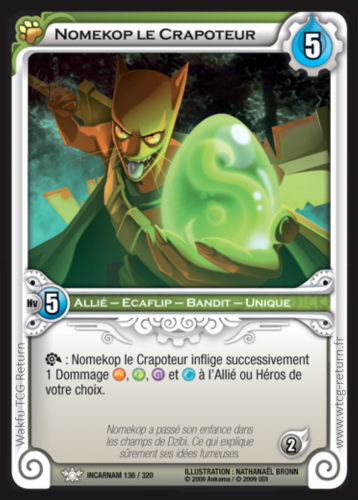 Nomekop le Crapoteur
5
Nv 5
Allié – Ecaflip – Bandit – Unique
: Nomekop le Crapoteur inflige successivement
1 Dommage , , et à l'Allié ou Héros de
votre choix.
Nomekop a passé son enfance dans
les champs de Dzibi. Ce qui explique
sûrement ses idées fumeuses.
2
INCARNAM 136 / 320
ILLUSTRATION : NATHANAËL BRONN
© 2009 Ankama / © 2009 UDI
Wakfu TCG Return
www.wtcg-return.fr